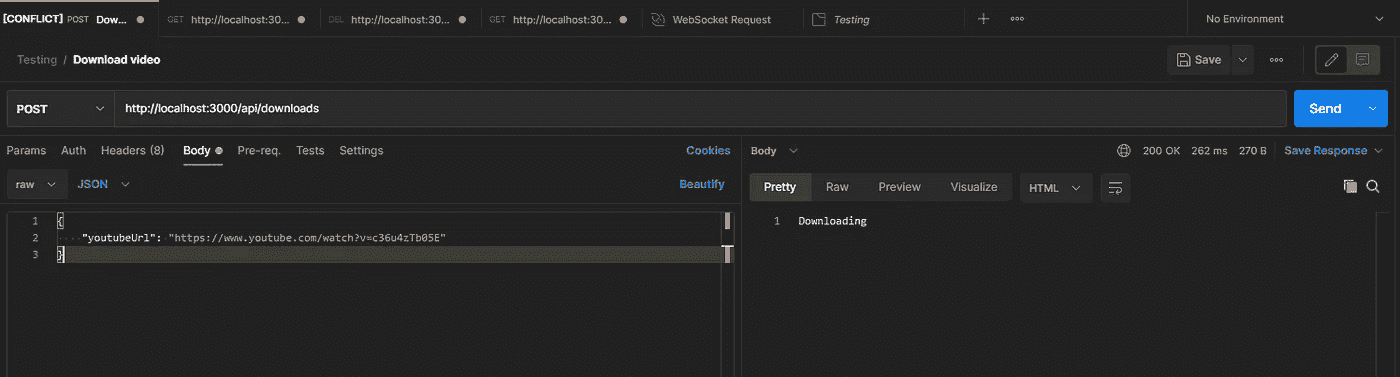 [CONFLICT] POST Dow... GET http://localhost:30... DEL http://localhost:30... GET http://localhost:30... WebSocket Request Testing No Environment
Testing / Download video Save
POST http://localhost:3000/api/downloads Send
Params Auth Headers (8) Body Pre-req. Tests Settings Cookies
Body 200 OK 262 ms 270 B Save Response
raw JSON Beautify
Pretty Raw Preview Visualize HTML
1 {
2 "youtubeUrl": "https://www.youtube.com/watch?v=c36u4zTb05E"
3 }
1 Downloading